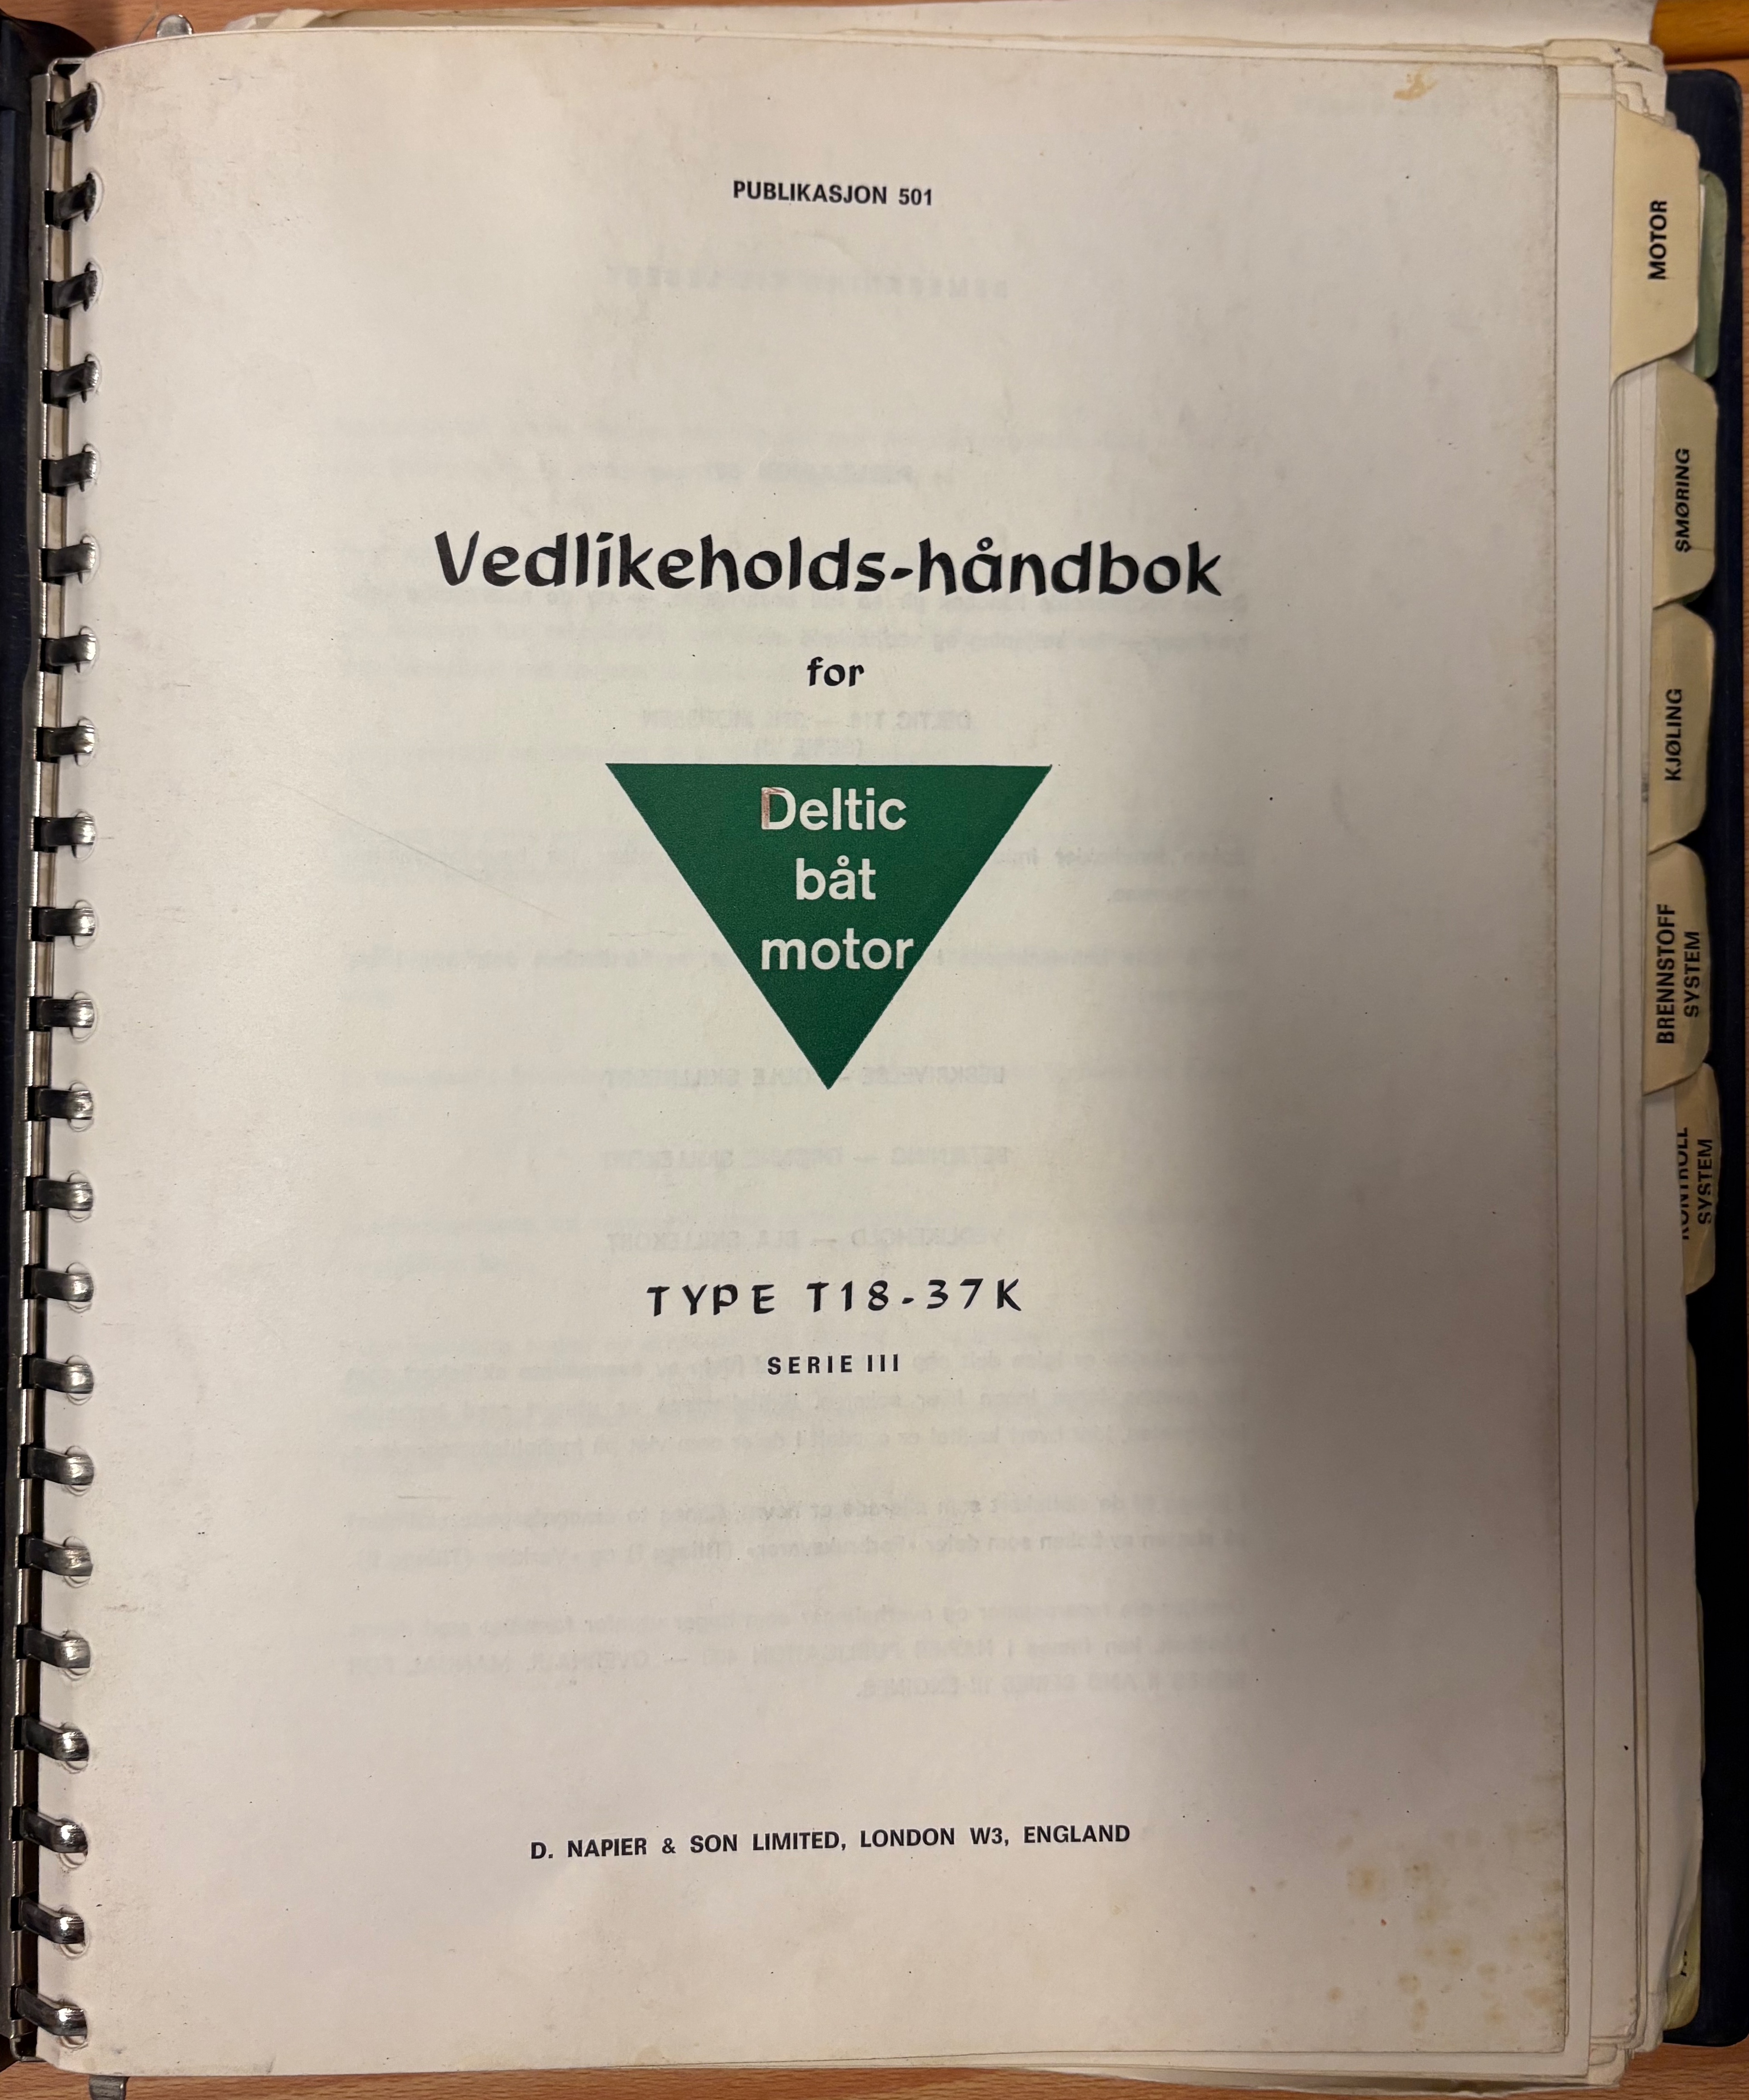 PUBLIKASJON 501
Vedlikeholds-håndbok
for
Deltic
båt
motor
TYPE T18-37K
SERIE III
D. NAPIER & SON LIMITED, LONDON W3, ENGLAND
MOTOR
SMØRING
KJØLING
BRENNSTOFF
SYSTEM
KONTROLL
SYSTEM